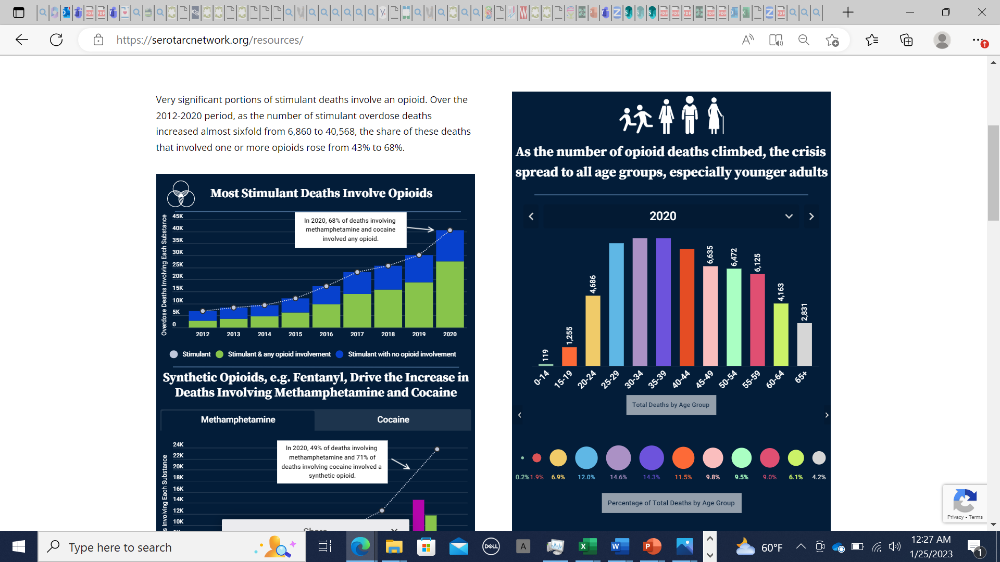 https://serotarcnetwork.org/resources/
Very significant portions of stimulant deaths involve an opioid. Over the
2012-2020 period, as the number of stimulant overdose deaths
increased almost sixfold from 6,860 to 40,568, the share of these deaths
that involved one or more opioids rose from 43% to 68%.
Most Stimulant Deaths Involve Opioids
Overdose Deaths Involving Each Substance
45K
40K
35K
30K
25K
20K
15K
10K
5K
0
In 2020, 68% of deaths involving
methamphetamine and cocaine
involved any opioid.
2012 2013 2014 2015 2016 2017 2018 2019 2020
Stimulant Stimulant & any opioid involvement Stimulant with no opioid involvement
Synthetic Opioids, e.g. Fentanyl, Drive the Increase in
Deaths Involving Methamphetamine and Cocaine
Methamphetamine Cocaine
24K
22K
20K
18K
16K
14K
12K
10K
s Involving Each Substance
In 2020, 49% of deaths involving
methamphetamine and 71% of
deaths involving cocaine involved a
synthetic opioid.
As the number of opioid deaths climbed, the crisis
spread to all age groups, especially younger adults
2020
119
1,255
4,686
6,635
6,472
6,125
4,163
2,831
0-14 15-19 20-24 25-29 30-34 35-39 40-44 45-49 50-54 55-59 60-64 65+
Total Deaths by Age Group
0.2% 1.9% 6.9% 12.0% 14.6% 14.3% 11.5% 9.8% 9.5% 9.0% 6.1% 4.2%
Percentage of Total Deaths by Age Group
Privacy - Terms
Type here to search
DELL
A
X
W
P
60°F
12:27 AM
1/25/2023
1